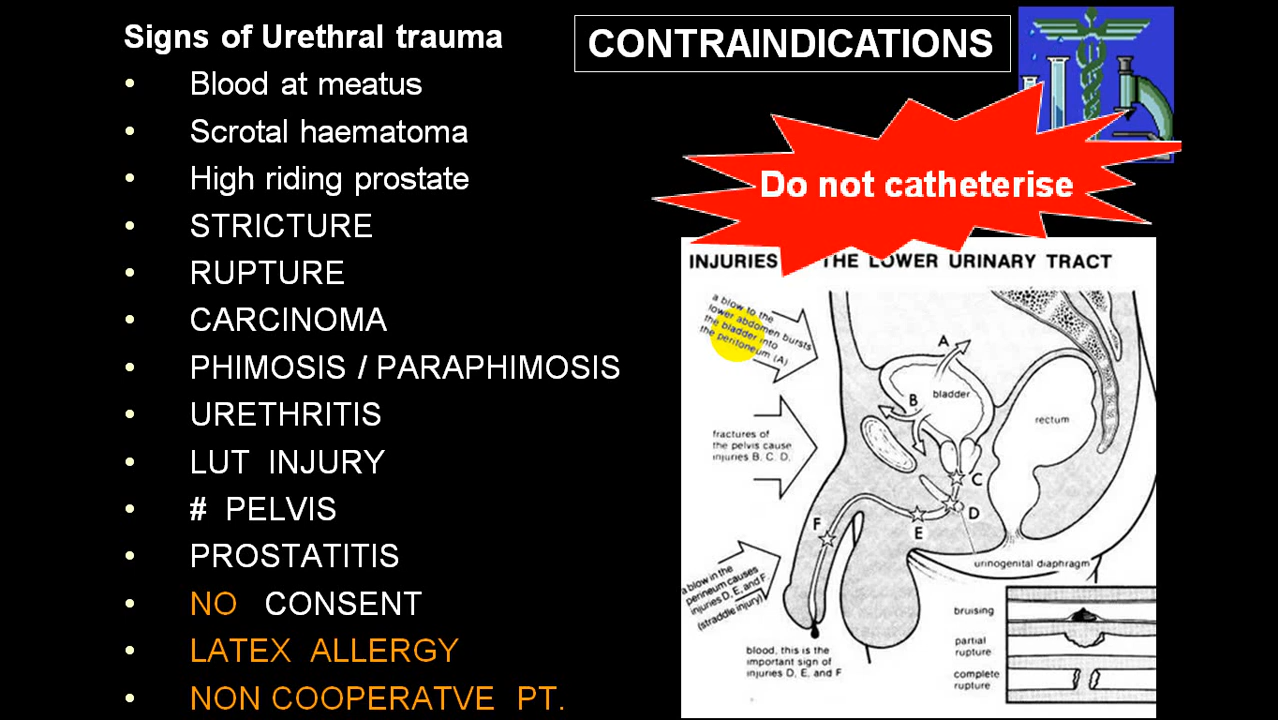 Signs of Urethral trauma
• Blood at meatus
• Scrotal haematoma
• High riding prostate
• STRICTURE
• RUPTURE
• CARCINOMA
• PHIMOSIS / PARAPHIMOSIS
• URETHRITIS
• LUT INJURY
• # PELVIS
• PROSTATITIS
• NO CONSENT
• LATEX ALLERGY
• NON COOPERATVE PT.
CONTRAINDICATIONS
Do not catheterise
INJURIES THE LOWER URINARY TRACT
a blow to the
lower abdomen bursts
the bladder into
the peritoneum (A)
A
B
bladder
rectum
fractures of
the pelvis cause
injuries B, C, D,
C
D
E
F
urinogenital diaphragm
a blow in the
perineum causes
injuries D, E, and F
(straddle injury)
blood, this is the
important sign of
injuries D, E, and F
bruising
partial
rupture
complete
rupture